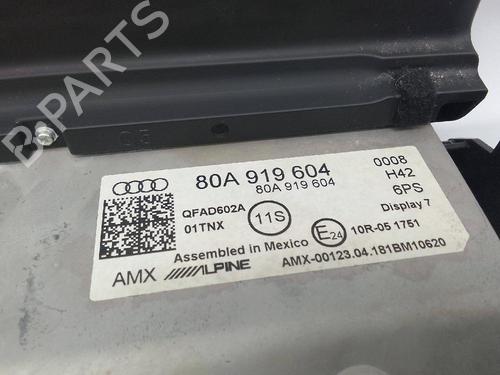 B-PARTS
80A 919 604
80A 919 604
0008
H42
6PS
QFAD602A
01TNX
11S
Display 7
E24
10R-05 1751
Assembled in Mexico
AMX ALPINE
AMX-00123.04.181BM10620